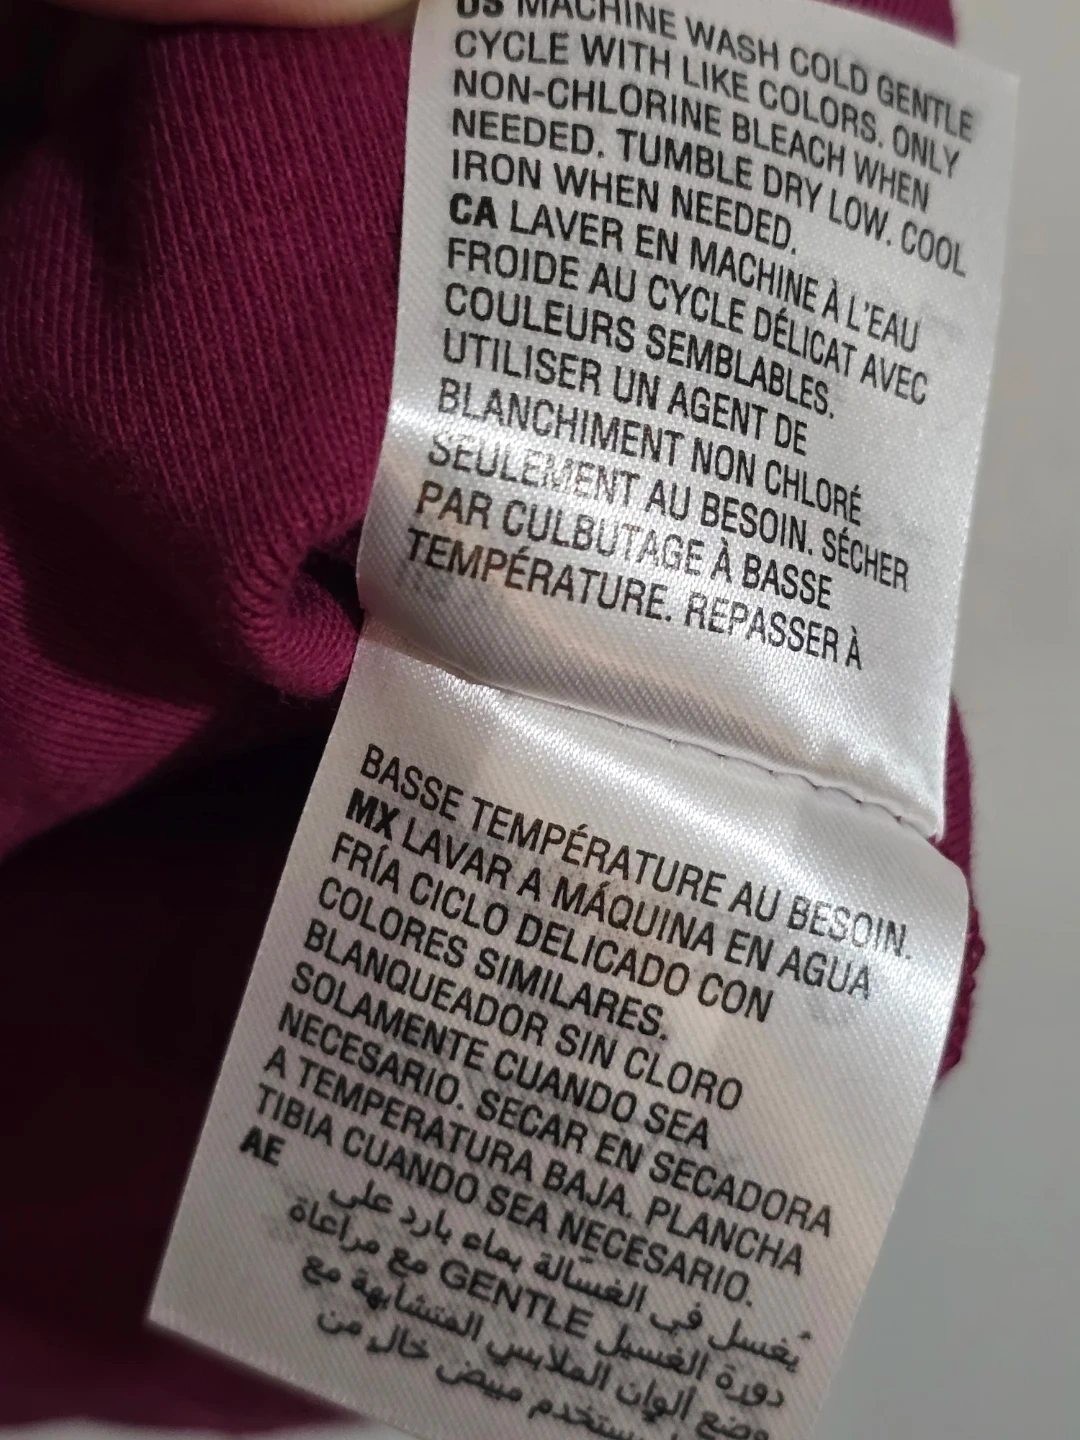 US MACHINE WASH COLD GENTLE
CYCLE WITH LIKE COLORS. ONLY
NON-CHLORINE BLEACH WHEN
NEEDED. TUMBLE DRY LOW. COOL
IRON WHEN NEEDED.
CA LAVER EN MACHINE À L'EAU
FROIDE AU CYCLE DÉLICAT AVEC
COULEURS SEMBLABLES.
UTILISER UN AGENT DE
BLANCHIMENT NON CHLORÉ
SEULEMENT AU BESOIN. SÉCHER
PAR CULBUTAGE À BASSE
TEMPÉRATURE. REPASSER À
BASSE TEMPÉRATURE AU BESOIN.
MX LAVAR A MÁQUINA EN AGUA
FRÍA CICLO DELICADO CON
COLORES SIMILARES.
BLANQUEADOR SIN CLORO
SOLAMENTE CUANDO SEA
NECESARIO. SECAR EN SECADORA
A TEMPERATURA BAJA. PLANCHA
TIBIA CUANDO SEA NECESARIO.
AE
يُغسل في الغسالة بماء بارد على
دورة الغسيل GENTLE مع مراعاة
وضع ألوان الملابس المتشابهة مع
مبيض خال من